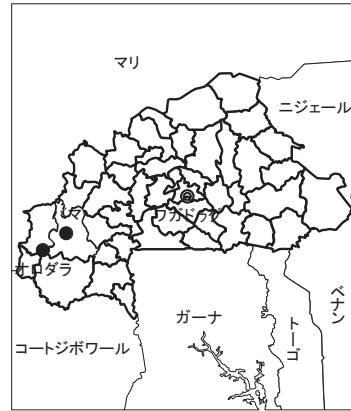 マリ
ニジェール
ワガドゥグ
オロダラ
ガーナ
コートジボワール
トーゴ
ベナン